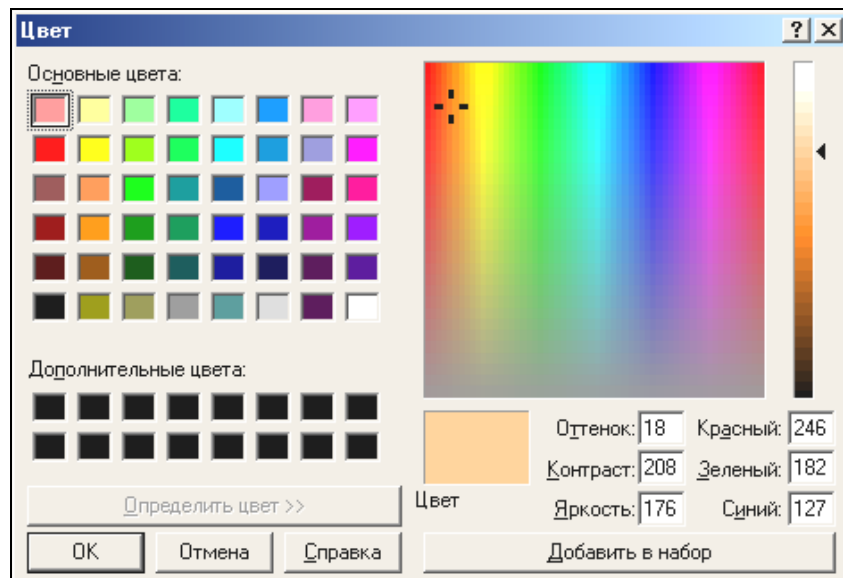 Цвет
Основные цвета:
Дополнительные цвета:
Определить цвет >>
OK Отмена Справка
Цвет
Оттенок: 18 Красный: 246
Контраст: 208 Зеленый: 182
Яркость: 176 Синий: 127
Добавить в набор